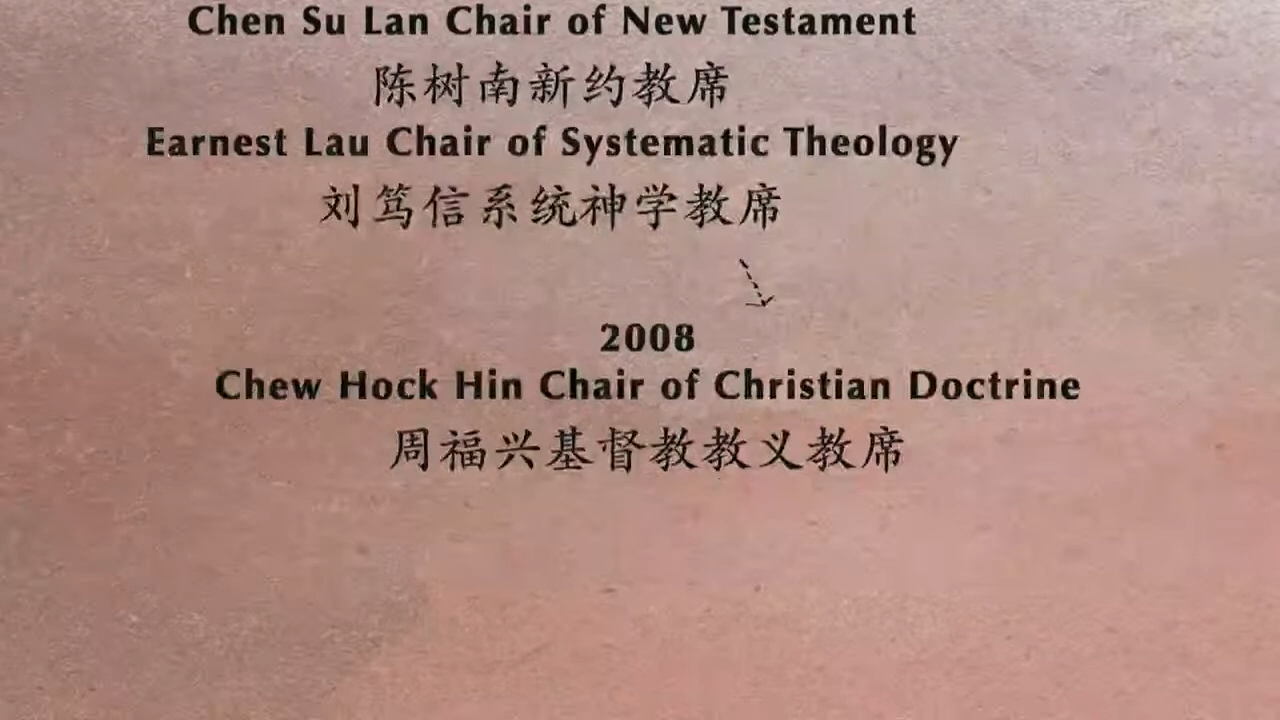 Chen Su Lan Chair of New Testament
陈树南新约教席
Earnest Lau Chair of Systematic Theology
刘笃信系统神学教席
2008
Chew Hock Hin Chair of Christian Doctrine
周福兴基督教教义教席